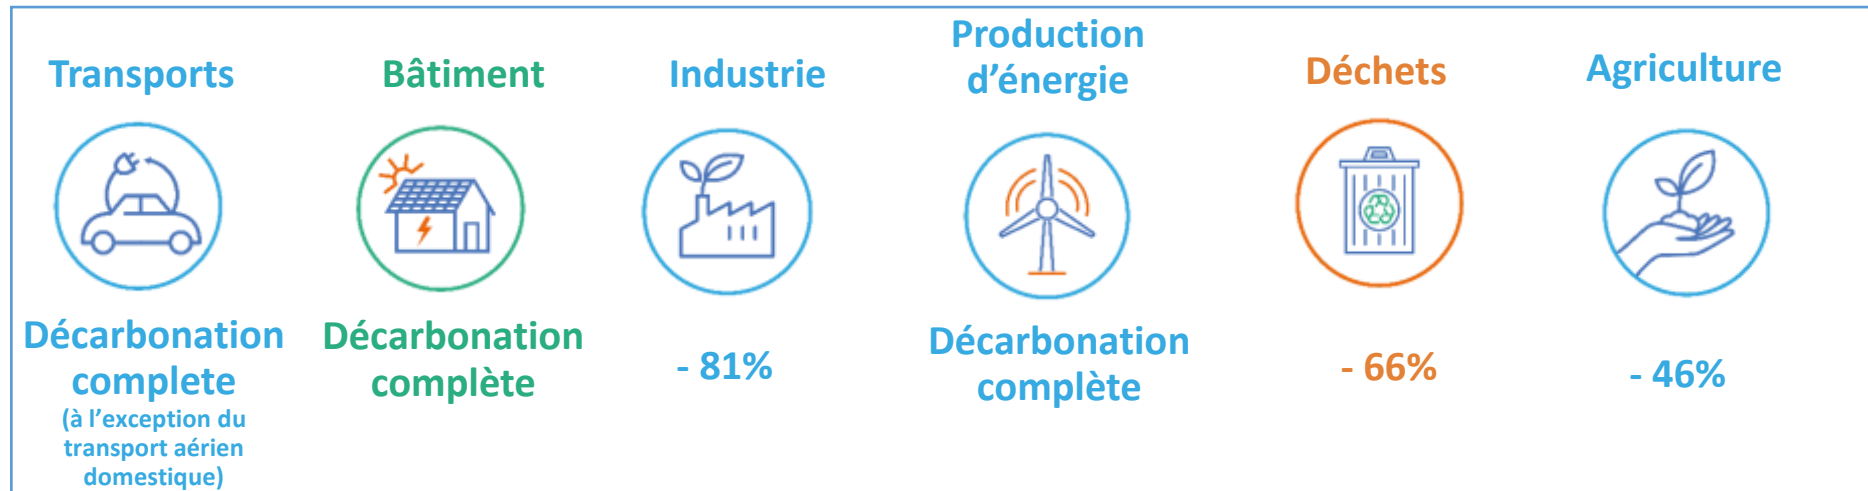 Transports
Décarbonation
complete
(à l’exception du
transport aérien
domestique)
Bâtiment
Décarbonation
complète
Industrie
- 81%
Production
d’énergie
Décarbonation
complète
Déchets
- 66%
Agriculture
- 46%